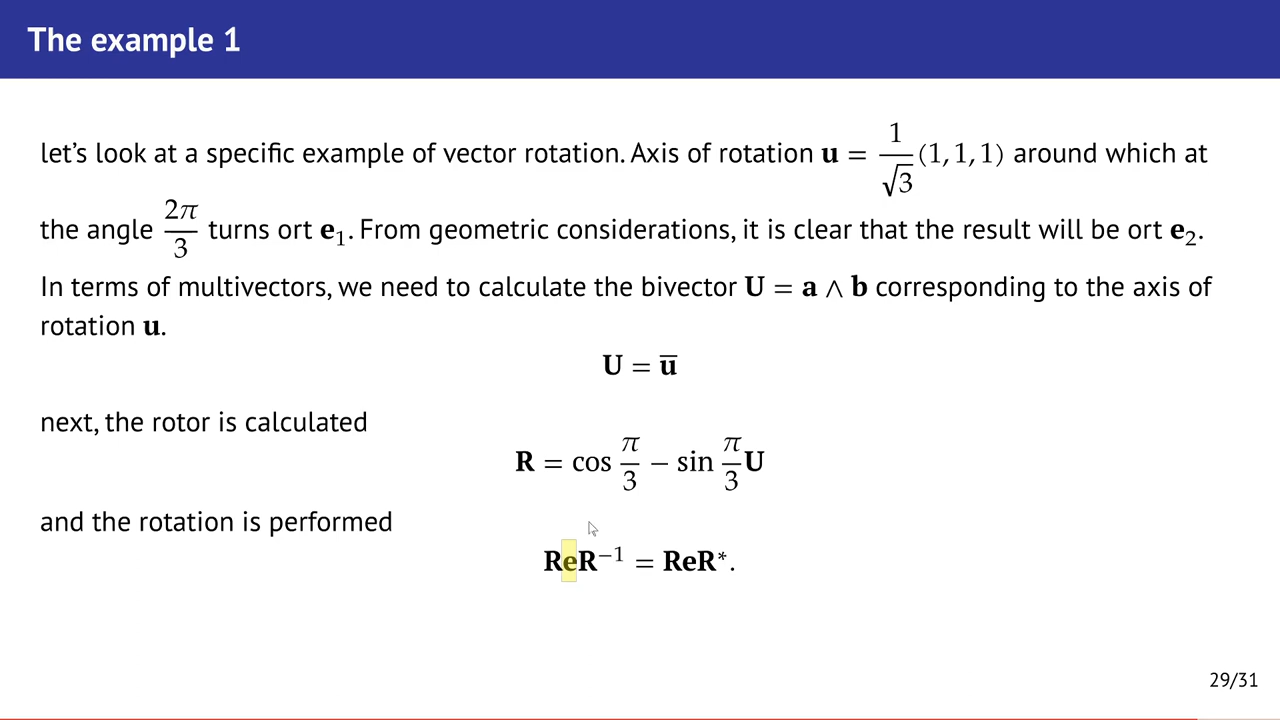 The example 1
let's look at a specific example of vector rotation. Axis of rotation u = 1/√3 (1, 1, 1) around which at
the angle 2π/3 turns ort e₁. From geometric considerations, it is clear that the result will be ort e₂.
In terms of multivectors, we need to calculate the bivector U = a ∧ b corresponding to the axis of
rotation u.
U = u̅
next, the rotor is calculated
R = cos π/3 − sin π/3 U
and the rotation is performed
ReR⁻¹ = ReR*.
29/31